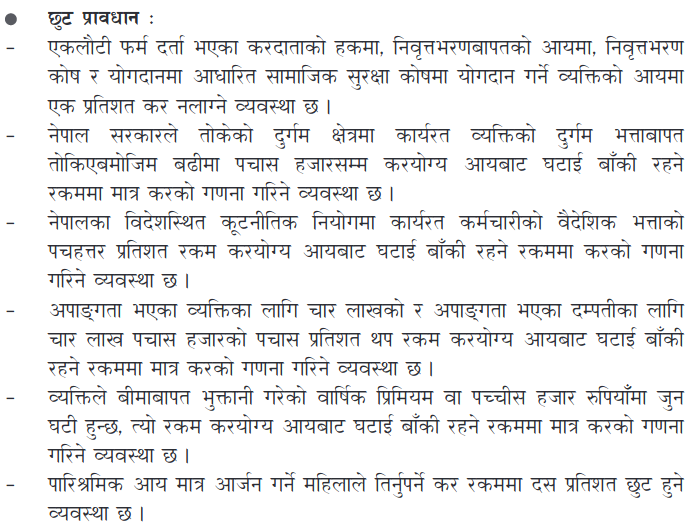 ● छुट प्रावधान :
– एकलौटी फर्म दर्ता भएका करदाताको हकमा, निवृत्तभरणबापतको आयमा, निवृत्तभरण
कोष र योगदानमा आधारित सामाजिक सुरक्षा कोषमा योगदान गर्ने व्यक्तिको आयमा
एक प्रतिशत कर नलाग्ने व्यवस्था छ ।
– नेपाल सरकारले तोकेको दुर्गम क्षेत्रमा कार्यरत व्यक्तिको दुर्गम भत्ताबापत
तोकिएबमोजिम बढीमा पचास हजारसम्म करयोग्य आयबाट घटाई बाँकी रहने
रकममा मात्र करको गणना गरिने व्यवस्था छ ।
– नेपालका विदेशस्थित कूटनीतिक नियोगमा कार्यरत कर्मचारीको वैदेशिक भत्ताको
पचहत्तर प्रतिशत रकम करयोग्य आयबाट घटाई बाँकी रहने रकममा करको गणना
गरिने व्यवस्था छ ।
– अपाङ्गता भएका व्यक्तिका लागि चार लाखको र अपाङ्गता भएका दम्पतीका लागि
चार लाख पचास हजारको पचास प्रतिशत थप रकम करयोग्य आयबाट घटाई बाँकी
रहने रकममा मात्र करको गणना गरिने व्यवस्था छ ।
– व्यक्तिले बीमाबापत भुक्तानी गरेको वार्षिक प्रिमियम वा पच्चीस हजार रुपियाँमा जुन
घटी हुन्छ, त्यो रकम करयोग्य आयबाट घटाई बाँकी रहने रकममा मात्र करको गणना
गरिने व्यवस्था छ ।
– पारिश्रमिक आय मात्र आर्जन गर्ने महिलाले तिर्नुपर्ने कर रकममा दस प्रतिशत छुट हुने
व्यवस्था छ ।